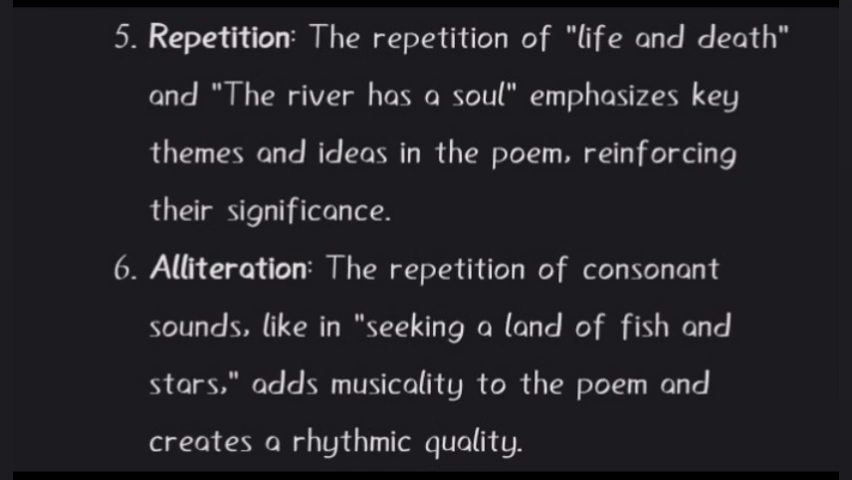 5. Repetition: The repetition of "life and death"
and "The river has a soul" emphasizes key
themes and ideas in the poem, reinforcing
their significance.
6. Alliteration: The repetition of consonant
sounds, like in "seeking a land of fish and
stars," adds musicality to the poem and
creates a rhythmic quality.